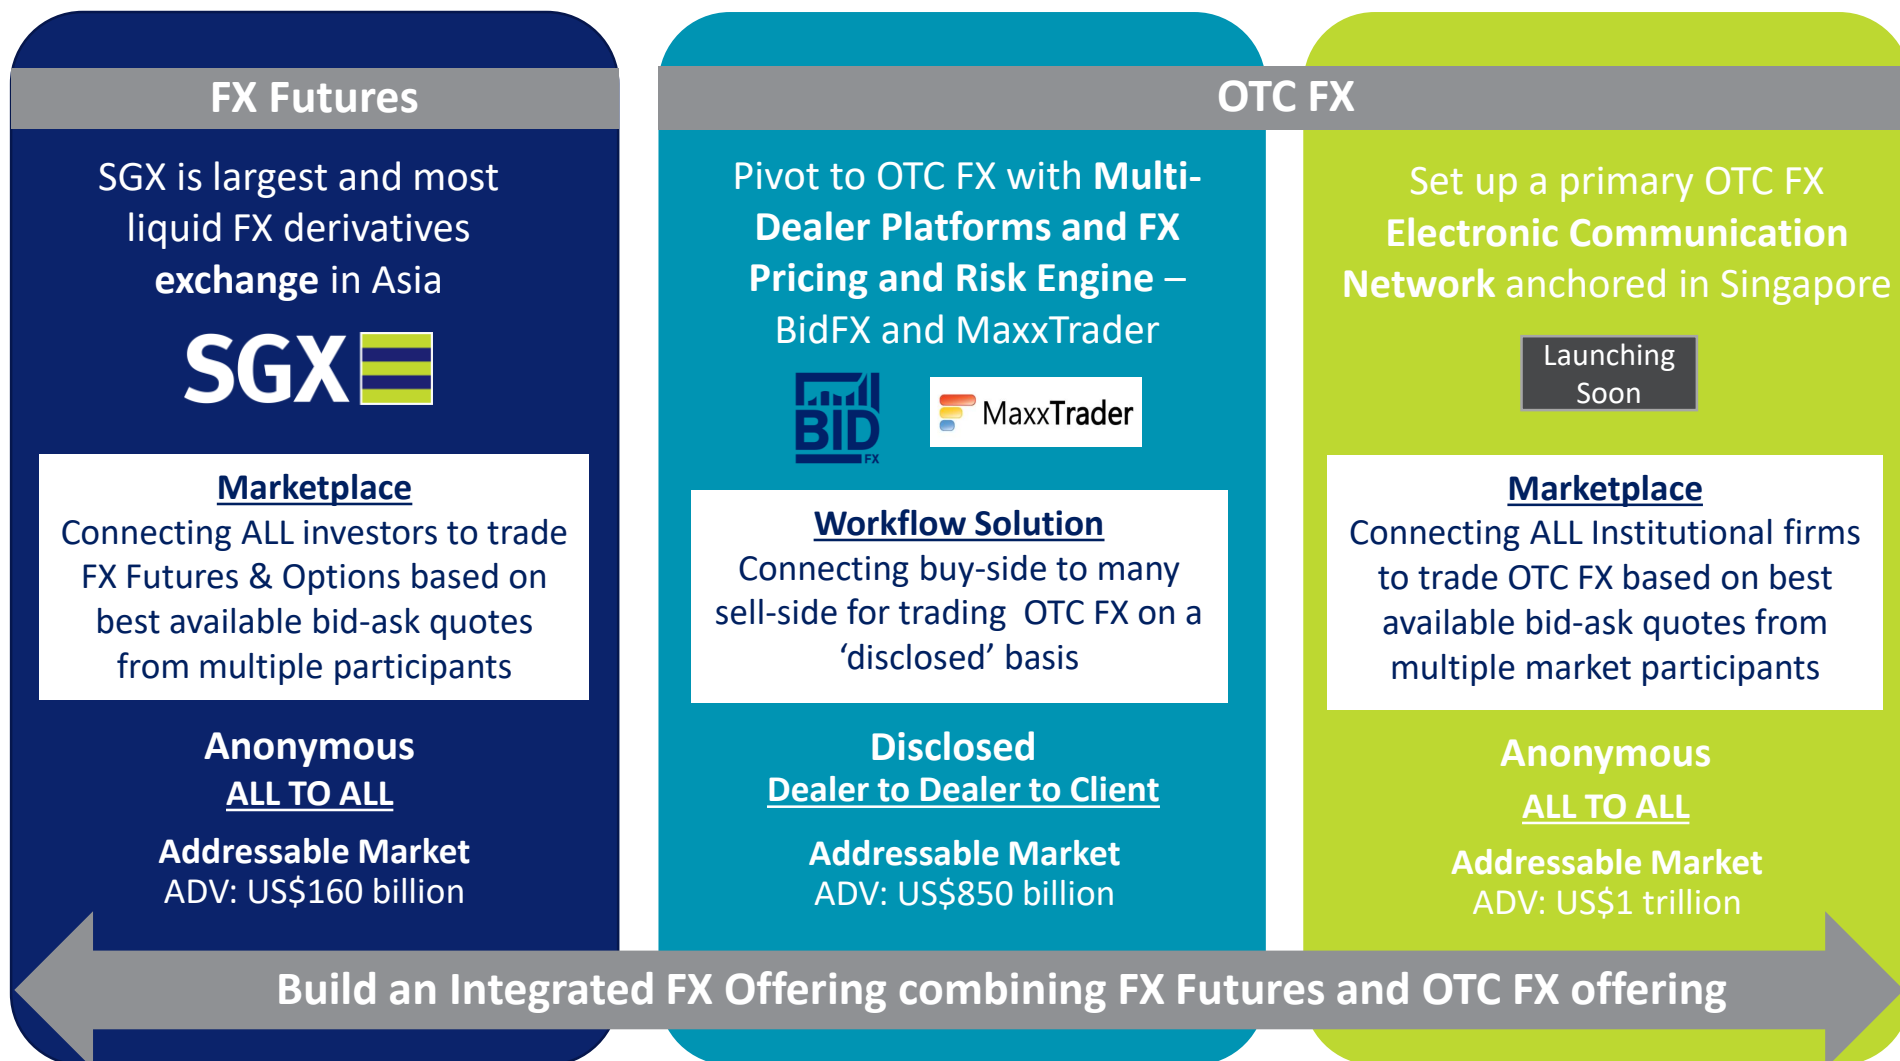 FX Futures
SGX is largest and most
liquid FX derivatives
exchange in Asia
SGX
Marketplace
Connecting ALL investors to trade
FX Futures & Options based on
best available bid-ask quotes
from multiple participants
Anonymous
ALL TO ALL
Addressable Market
ADV: US$160 billion
OTC FX
Pivot to OTC FX with Multi-
Dealer Platforms and FX
Pricing and Risk Engine –
BidFX and MaxxTrader
BID
FX
MaxxTrader
Workflow Solution
Connecting buy-side to many
sell-side for trading OTC FX on a
‘disclosed’ basis
Disclosed
Dealer to Dealer to Client
Addressable Market
ADV: US$850 billion
Set up a primary OTC FX
Electronic Communication
Network anchored in Singapore
Launching
Soon
Marketplace
Connecting ALL Institutional firms
to trade OTC FX based on best
available bid-ask quotes from
multiple market participants
Anonymous
ALL TO ALL
Addressable Market
ADV: US$1 trillion
Build an Integrated FX Offering combining FX Futures and OTC FX offering